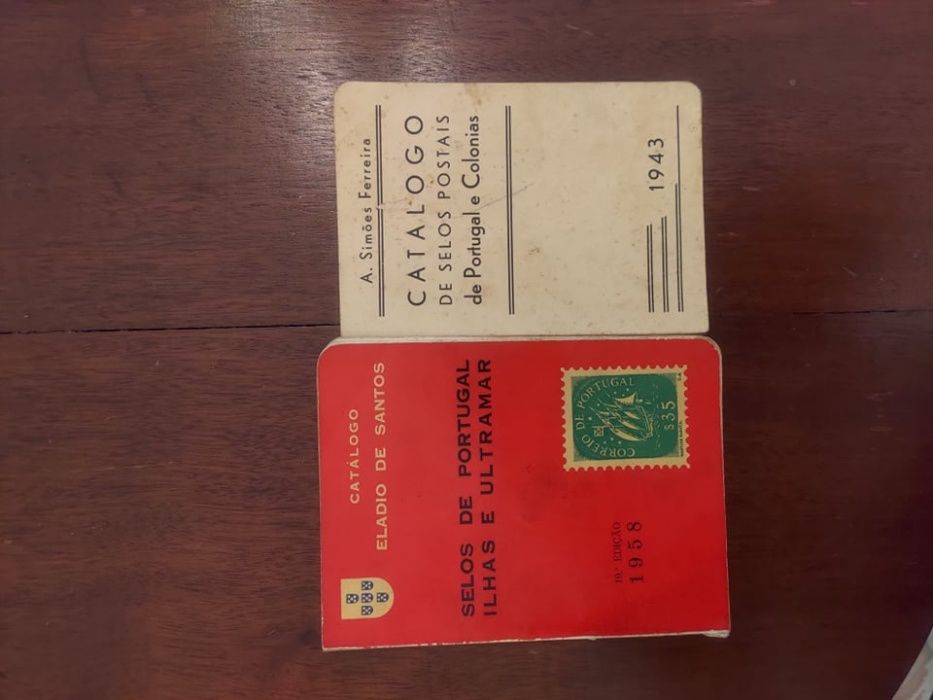 A. Simões Ferreira
CATALOGO
DE SELOS POSTAIS
de Portugal e Colonias
1943
CATÁLOGO
ELADIO DE SANTOS
SELOS DE PORTUGAL
ILHAS E ULTRAMAR
CORREIO DE PORTUGAL
$35
19.ª EDIÇÃO
1958